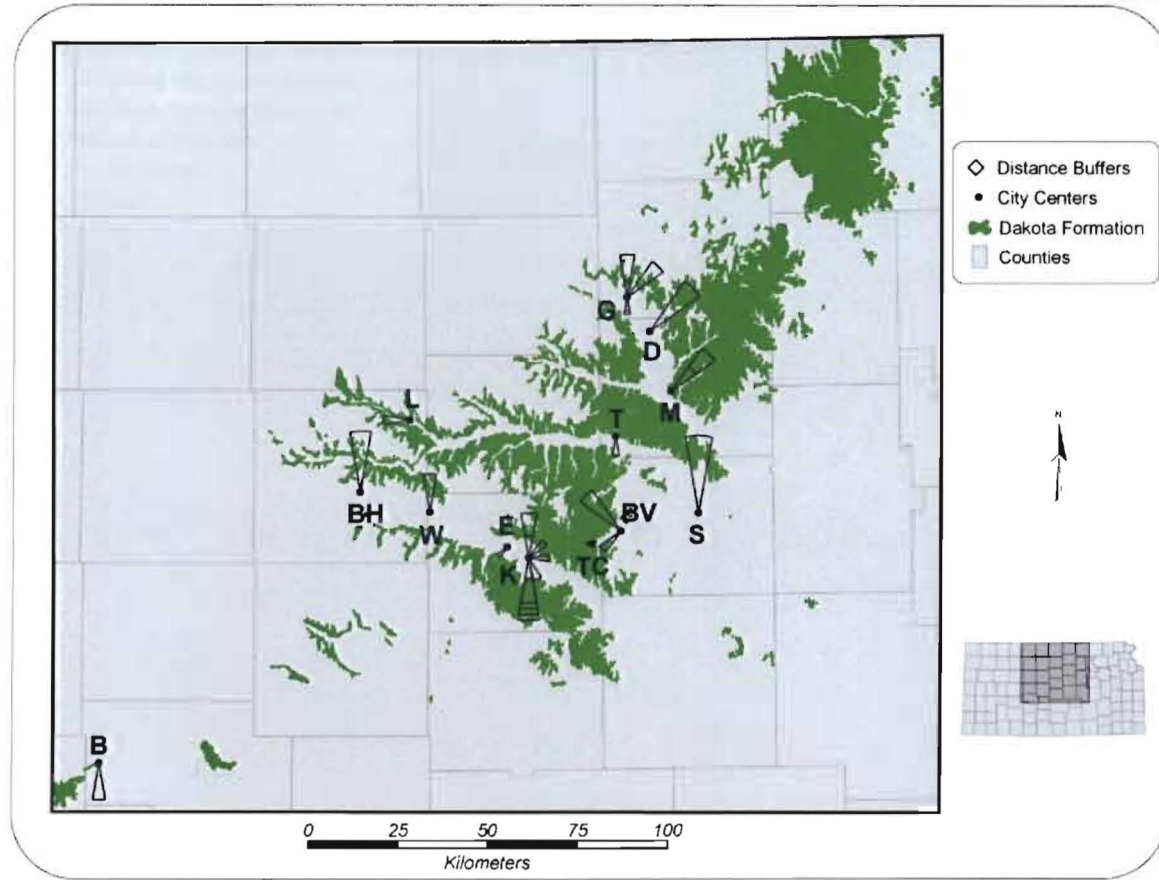 Distance Buffers
City Centers
Dakota Formation
Counties
G
D
M
L
T
BH
W
E
BV
S
K
TC
B
N
0 25 50 75 100
Kilometers